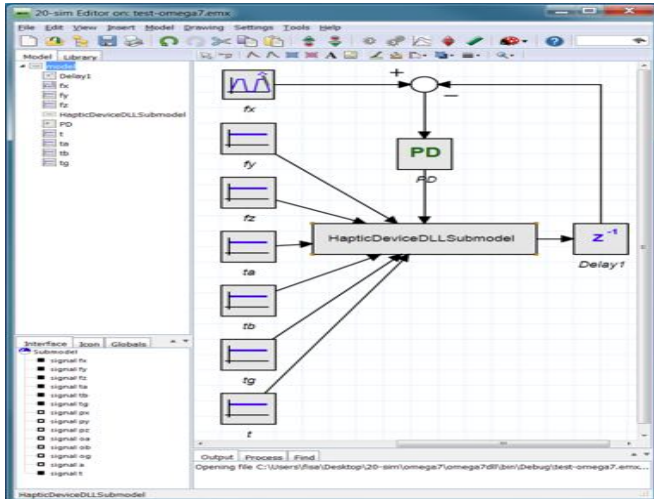 20-sim Editor on: test-omega7.emx
File Edit View Insert Model Drawing Settings Tools Help
Model Library
model
Delay1
fx
fy
fz
HapticDeviceDLLSubmodel
PD
t
ta
tb
tg
fx
+
−
fy
PD
PD
fz
HapticDeviceDLLSubmodel
z⁻¹
Delay1
ta
tb
tg
t
Interface Icon Globals
Submodel
signal fx
signal fy
signal fz
signal ta
signal tb
signal tg
signal px
signal py
signal pz
signal oa
signal ob
signal og
signal a
signal t
Output Process Find
Opening file C:\Users\fisa\Desktop\20-sim\omega7\omega7dll\bin\Debug\test-omega7.emx...
HapticDeviceDLLSubmodel